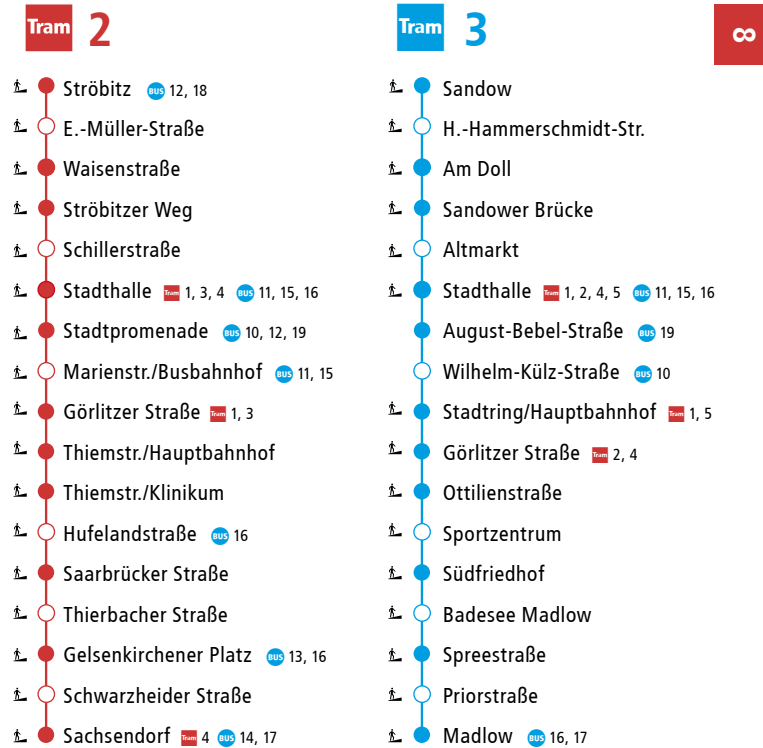 Tram 2
Ströbitz BUS 12, 18
E.-Müller-Straße
Waisenstraße
Ströbitzer Weg
Schillerstraße
Stadthalle Tram 1, 3, 4 BUS 11, 15, 16
Stadtpromenade BUS 10, 12, 19
Marienstr./Busbahnhof BUS 11, 15
Görlitzer Straße Tram 1, 3
Thiemstr./Hauptbahnhof
Thiemstr./Klinikum
Hufelandstraße BUS 16
Saarbrücker Straße
Thierbacher Straße
Gelsenkirchener Platz BUS 13, 16
Schwarzheider Straße
Sachsendorf Tram 4 BUS 14, 17
Tram 3
Sandow
H.-Hammerschmidt-Str.
Am Doll
Sandower Brücke
Altmarkt
Stadthalle Tram 1, 2, 4, 5 BUS 11, 15, 16
August-Bebel-Straße BUS 19
Wilhelm-Külz-Straße BUS 10
Stadtring/Hauptbahnhof Tram 1, 5
Görlitzer Straße Tram 2, 4
Ottilienstraße
Sportzentrum
Südfriedhof
Badesee Madlow
Spreestraße
Priorstraße
Madlow BUS 16, 17
8